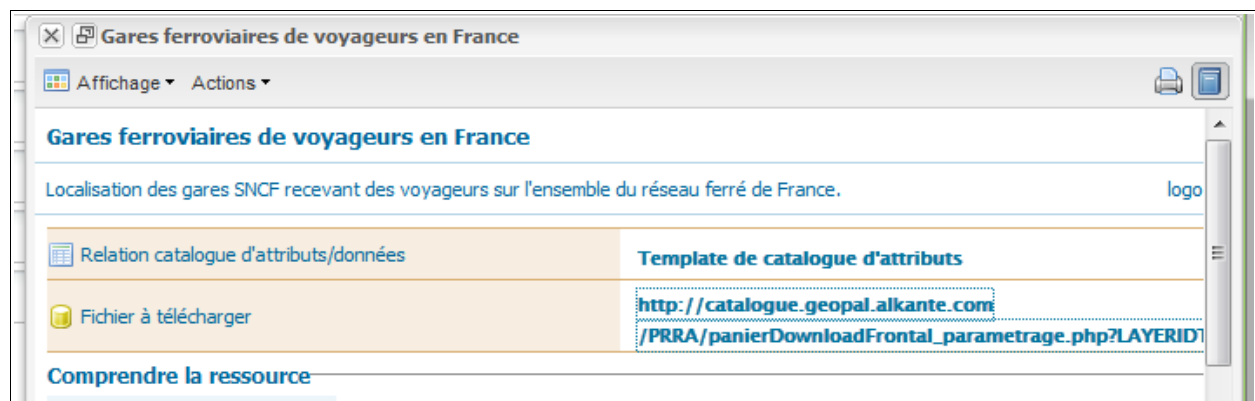 Gares ferroviaires de voyageurs en France
Affichage Actions
Gares ferroviaires de voyageurs en France
Localisation des gares SNCF recevant des voyageurs sur l'ensemble du réseau ferré de France. logo
Relation catalogue d'attributs/données Template de catalogue d'attributs
Fichier à télécharger http://catalogue.geopal.alkante.com
/PRRA/panierDownloadFrontal_parametrage.php?LAYERIDT
Comprendre la ressource